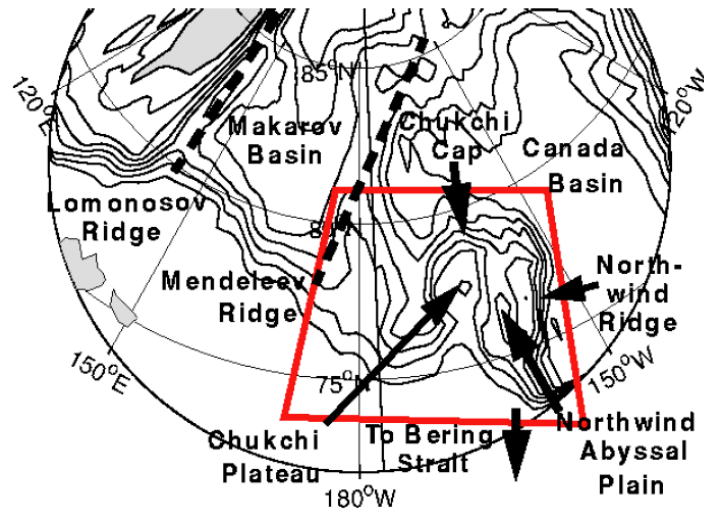 85°N
120°E
120°W
Makarov
Basin
Chukchi
Cap
Canada
Basin
Lomonosov
Ridge
80°N
Mendeleev
Ridge
North-
wind
Ridge
150°E
75°N
150°W
Chukchi
Plateau
To Bering
Strait
Northwind
Abyssal
Plain
180°W